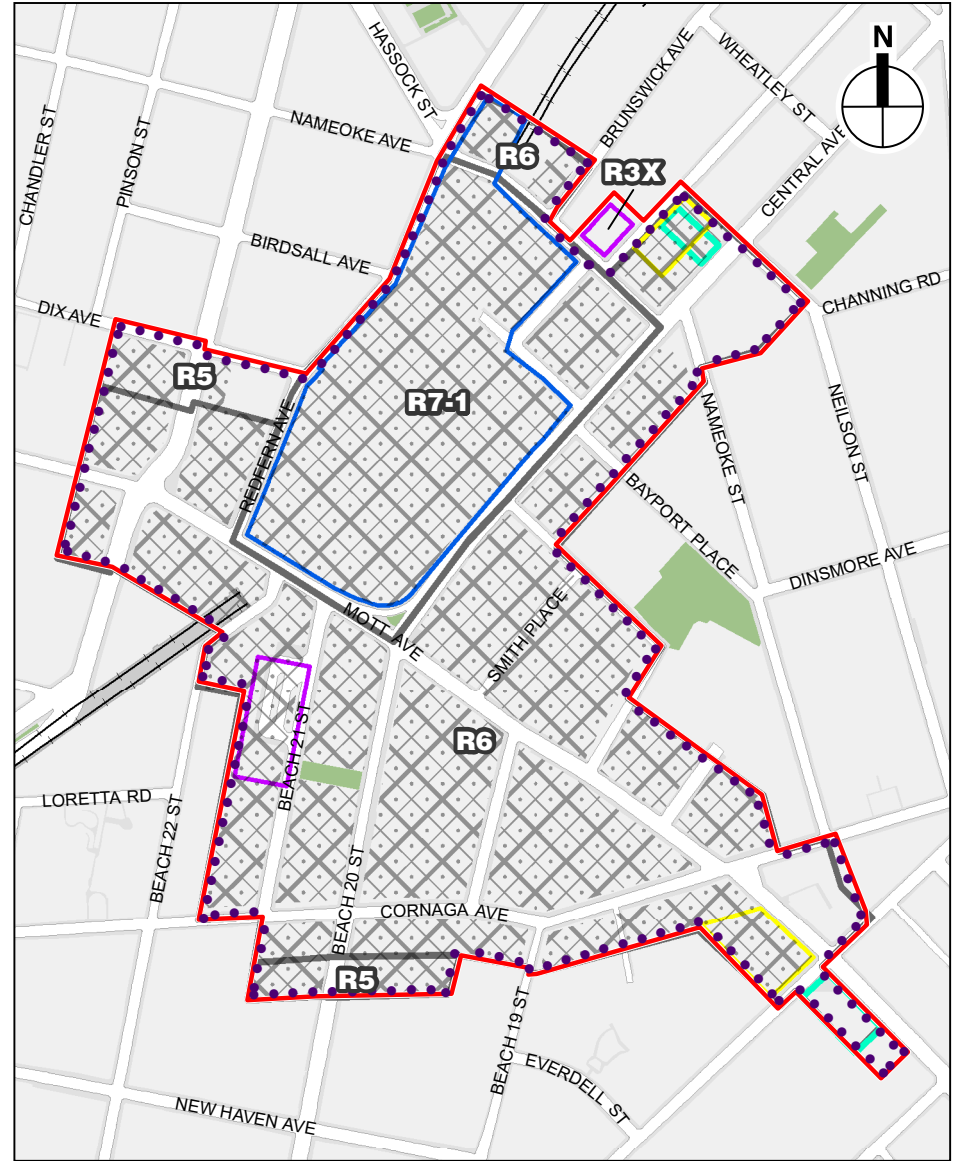 N
HASSOCK ST
BRUNSWICK AVE
WHEATLEY ST
CENTRAL AVE
CHANDLER ST
PINSON ST
NAMEOKE AVE
R6
R3X
BIRDSALL AVE
CHANNING RD
DIX AVE
R5
R7-1
REDFERN AVE
NAMEOKE ST
NEILSON ST
BAYPORT PLACE
DINSMORE AVE
MOTT AVE
SMITH PLACE
R6
BEACH 21 ST
LORETTA RD
BEACH 22 ST
BEACH 20 ST
CORNAGA AVE
R5
BEACH 19 ST
EVERDELL ST
NEW HAVEN AVE